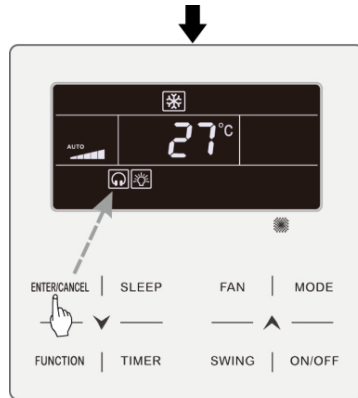 27°C
AUTO
ENTER/CANCEL SLEEP FAN MODE
FUNCTION TIMER SWING ON/OFF